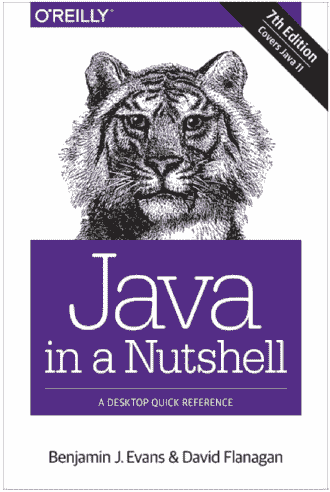 O'REILLY®
7th Edition
Covers Java 11
Java
in a Nutshell
A DESKTOP QUICK REFERENCE
Benjamin J. Evans & David Flanagan